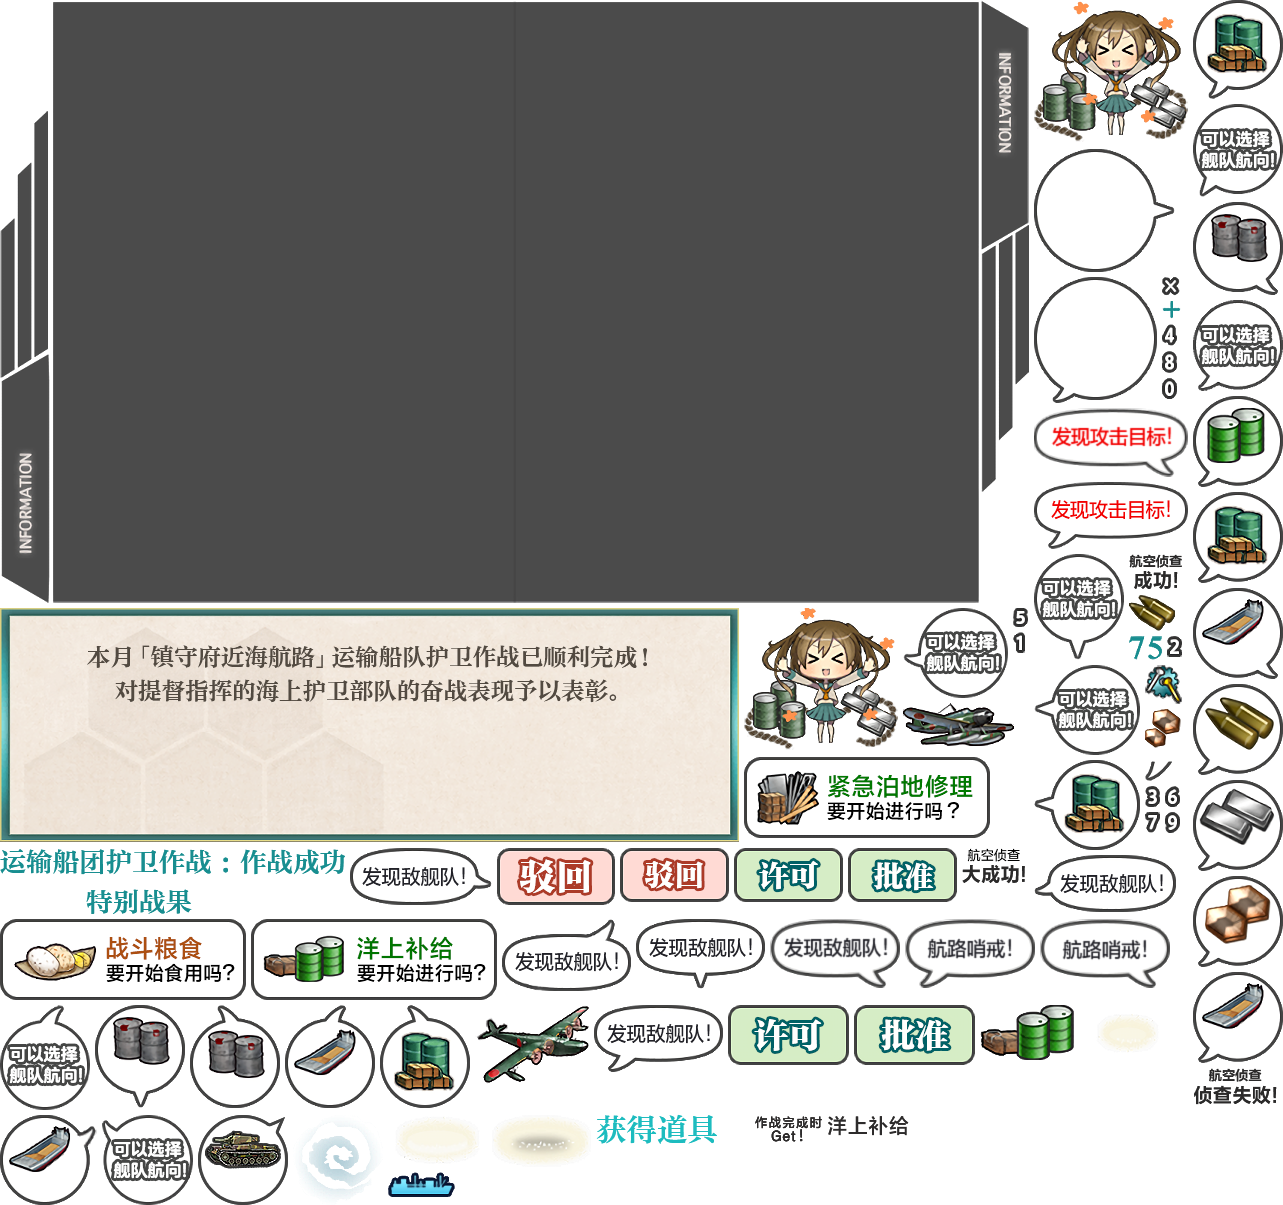 INFORMATION
可以选择
舰队航向!
×
+
4
8
0
可以选择
舰队航向!
发现攻击目标!
INFORMATION
发现攻击目标!
航空侦查
成功!
可以选择
舰队航向!
5
1
75
2
本月「镇守府近海航路」运输船队护卫作战已顺利完成!
对提督指挥的海上护卫部队的奋战表现予以表彰。
可以选择
舰队航向!
可以选择
舰队航向!
紧急泊地修理
要开始进行吗？
3 6
7 9
运输船团护卫作战：作战成功
特别战果
发现敌舰队!
驳回
驳回
许可
批准
航空侦查
大成功!
发现敌舰队!
战斗粮食
要开始食用吗?
洋上补给
要开始进行吗?
发现敌舰队!
发现敌舰队!
发现敌舰队!
航路哨戒!
航路哨戒!
可以选择
舰队航向!
发现敌舰队!
许可
批准
航空侦查
侦查失败!
可以选择
舰队航向!
获得道具
作战完成时
Get!
洋上补给